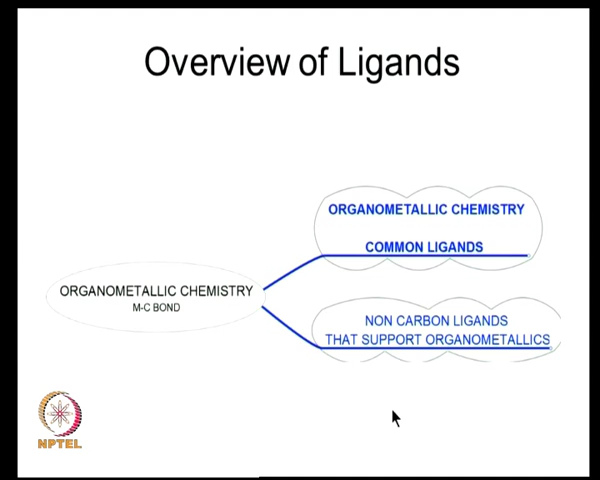 Overview of Ligands
ORGANOMETALLIC CHEMISTRY
COMMON LIGANDS
ORGANOMETALLIC CHEMISTRY
M-C BOND
NON CARBON LIGANDS
THAT SUPPORT ORGANOMETALLICS
NPTEL